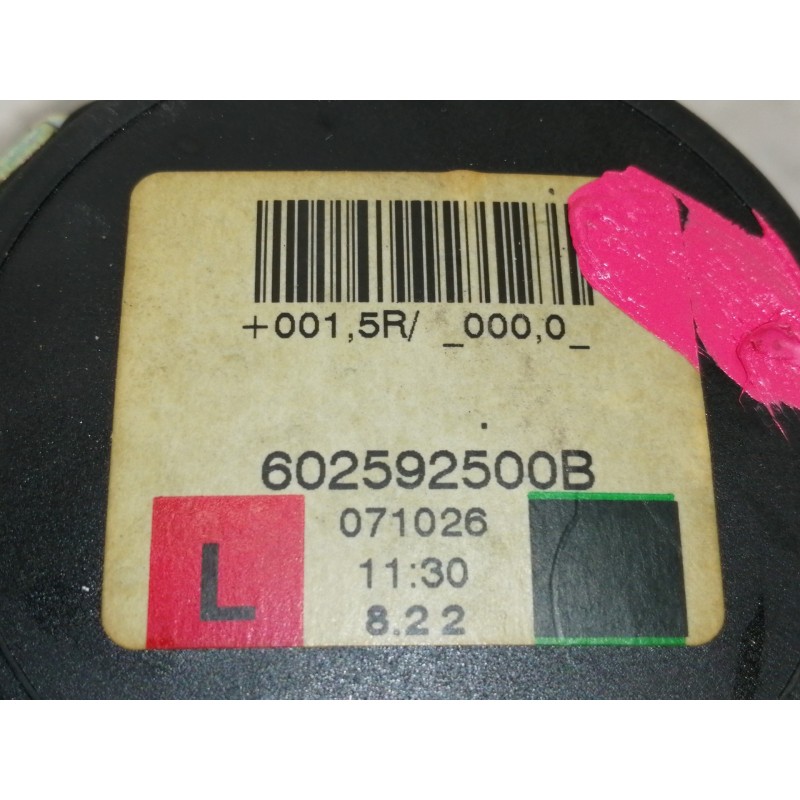 +001,5R/ _000,0_
602592500B
071026
L
11:30
8.22